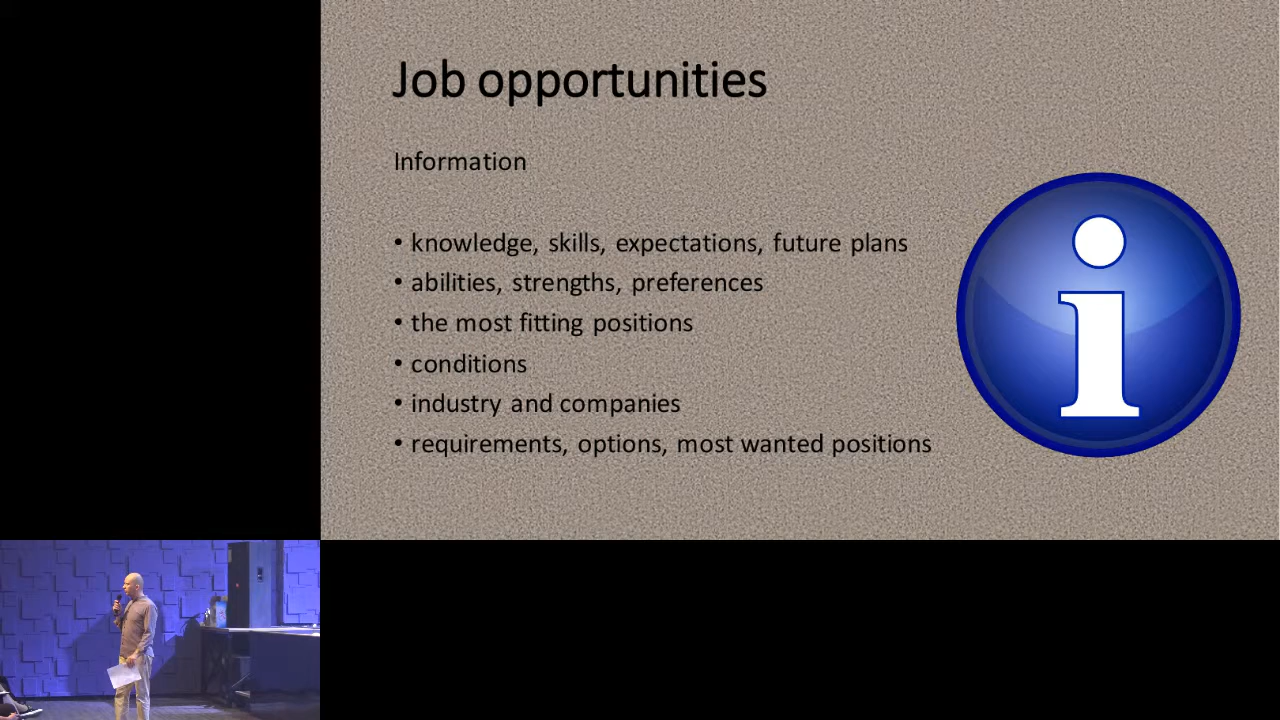 Job opportunities
Information
• knowledge, skills, expectations, future plans
• abilities, strengths, preferences
• the most fitting positions
• conditions
• industry and companies
• requirements, options, most wanted positions